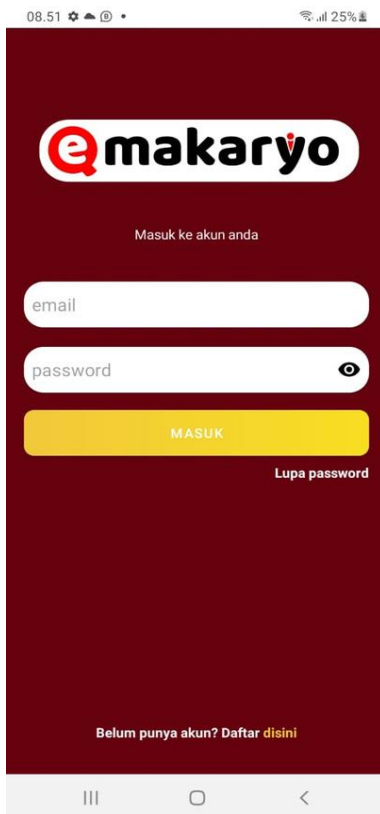 08.51 25%
emakaryo
Masuk ke akun anda
email
password
MASUK
Lupa password
Belum punya akun? Daftar disini